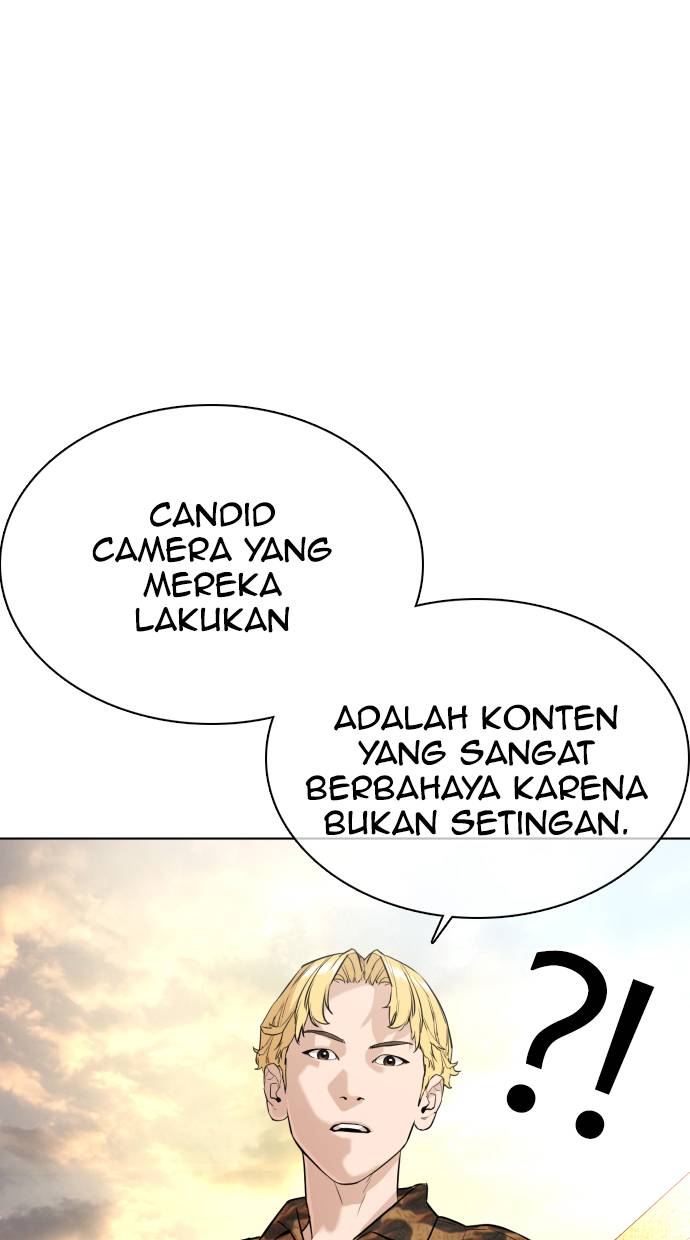 CANDID
CAMERA YANG
MEREKA
LAKUKAN
ADALAH KONTEN
YANG SANGAT
BERBAHAYA KARENA
BUKAN SETINGAN.
?!